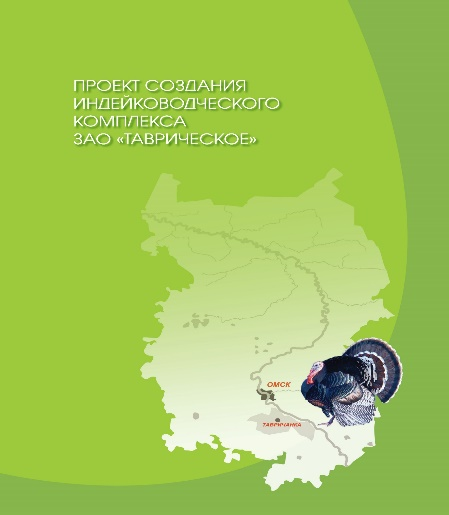 ПРОЕКТ СОЗДАНИЯ
ИНДЕЙКОВОДЧЕСКОГО
КОМПЛЕКСА
ЗАО «ТАВРИЧЕСКОЕ»
ОМСК
ТАВРИЧАНКА